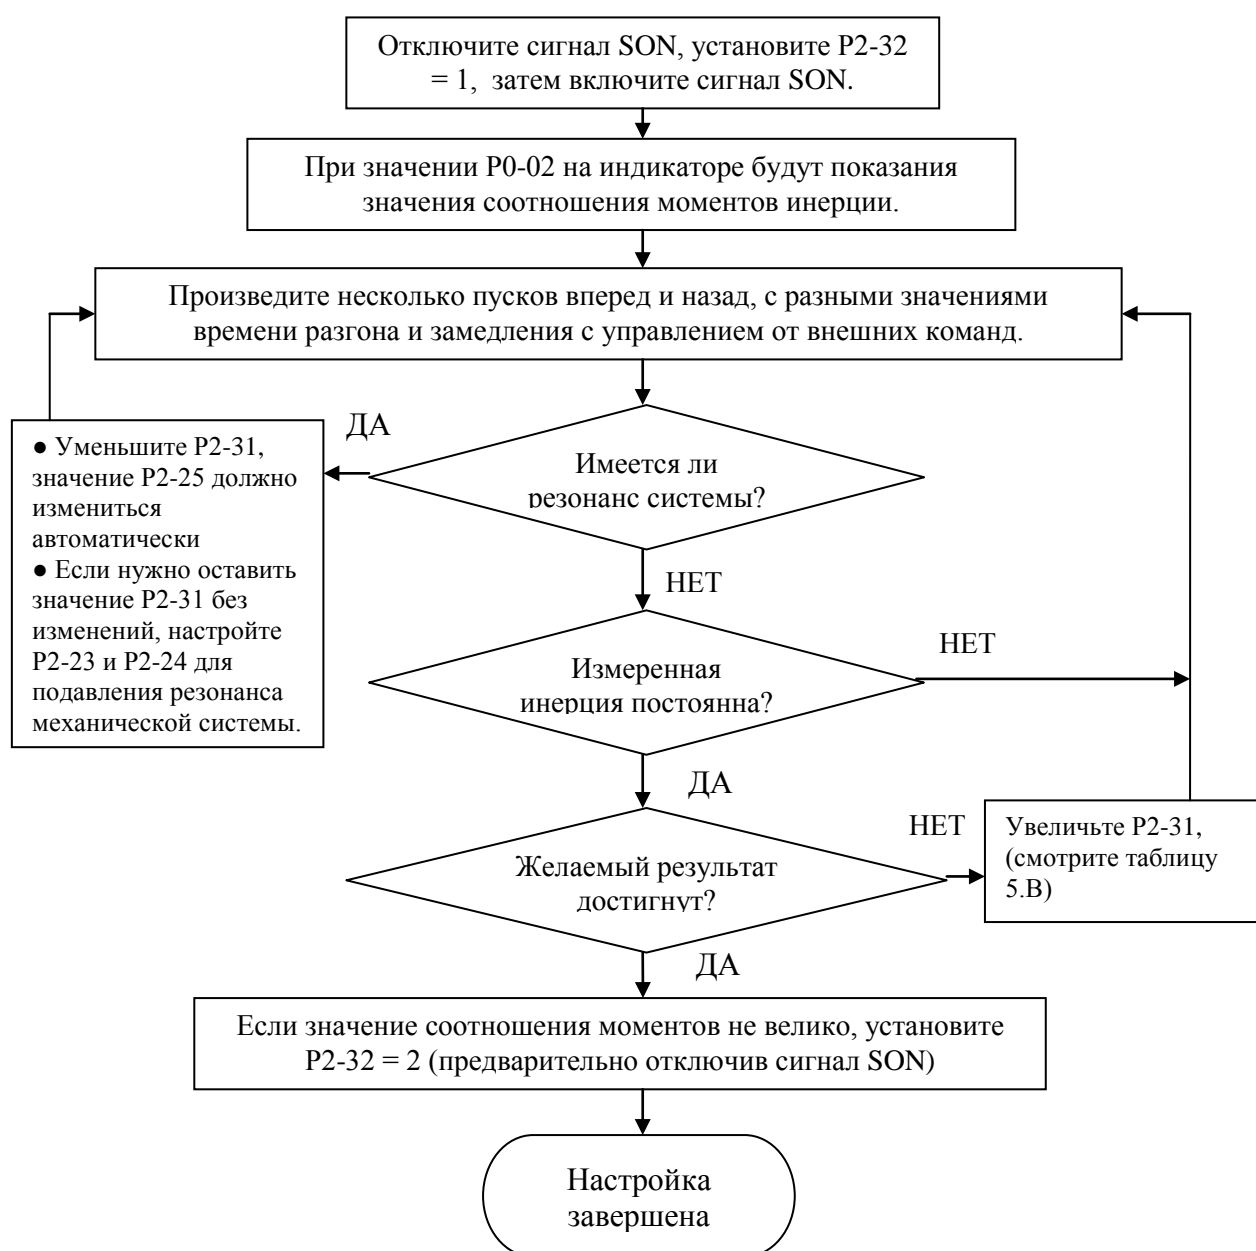 Отключите сигнал SON, установите P2-32
= 1,  затем включите сигнал SON.
При значении P0-02 на индикаторе будут показания
значения соотношения моментов инерции.
Произведите несколько пусков вперед и назад, с разными значениями
времени разгона и замедления с управлением от внешних команд.
ДА
Имеется ли
резонанс системы?
● Уменьшите P2-31,
значение P2-25 должно
измениться
автоматически
● Если нужно оставить
значение P2-31 без
изменений, настройте
P2-23 и P2-24 для
подавления резонанса
механической системы.
НЕТ
Измеренная
инерция постоянна?
НЕТ
ДА
Желаемый результат
достигнут?
НЕТ
Увеличьте P2-31,
(смотрите таблицу
5.B)
ДА
Если значение соотношения моментов не велико, установите
P2-32 = 2 (предварительно отключив сигнал SON)
Настройка
завершена